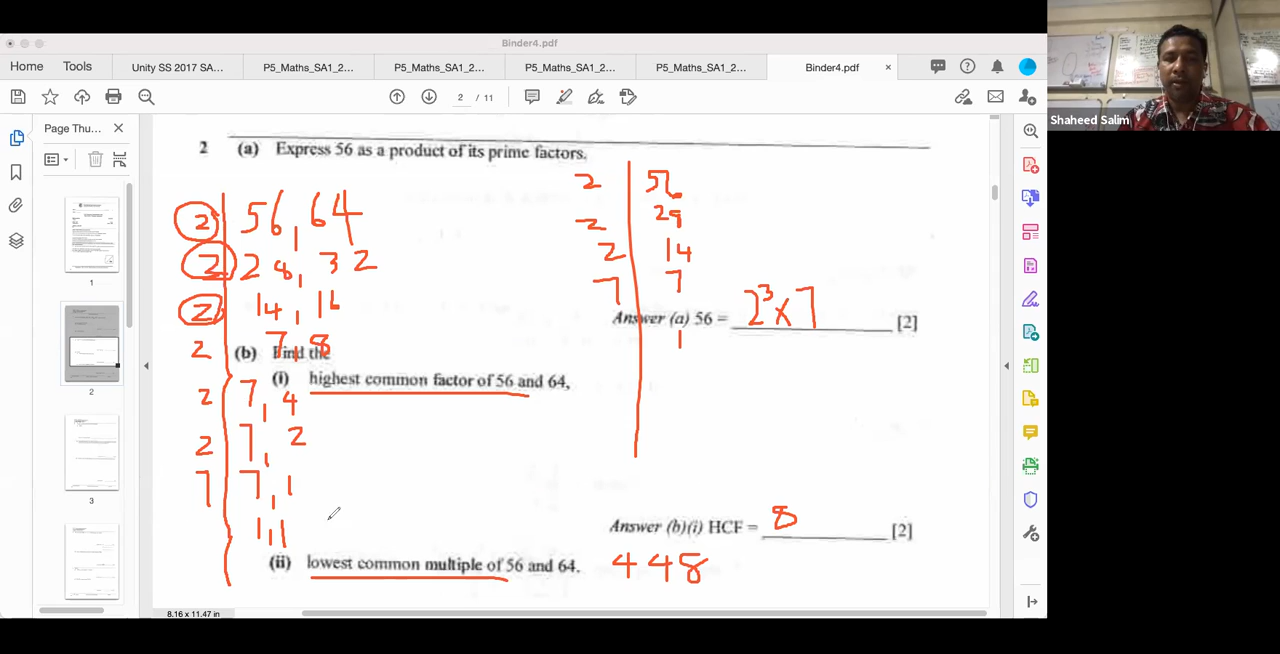 Binder4.pdf
Home Tools Unity SS 2017 SA... P5_Maths_SA1_2... P5_Maths_SA1_2... P5_Maths_SA1_2... P5_Maths_SA1_2... Binder4.pdf ×
2 / 11
Page Thu... ×
1
2
3
2 (a) Express 56 as a product of its prime factors.
2 56
2 28
2 14
7 7
1
Answer (a) 56 = 2³ × 7 [2]
2 56, 64
2 28, 32
2 14, 16
2 7, 8
(b) Find the
(i) highest common factor of 56 and 64,
2 7, 4
2 7, 2
7 7, 1
1, 1
Answer (b)(i) HCF = 8 [2]
(ii) lowest common multiple of 56 and 64.
448
8.16 x 11.47 in
Shaheed Salim